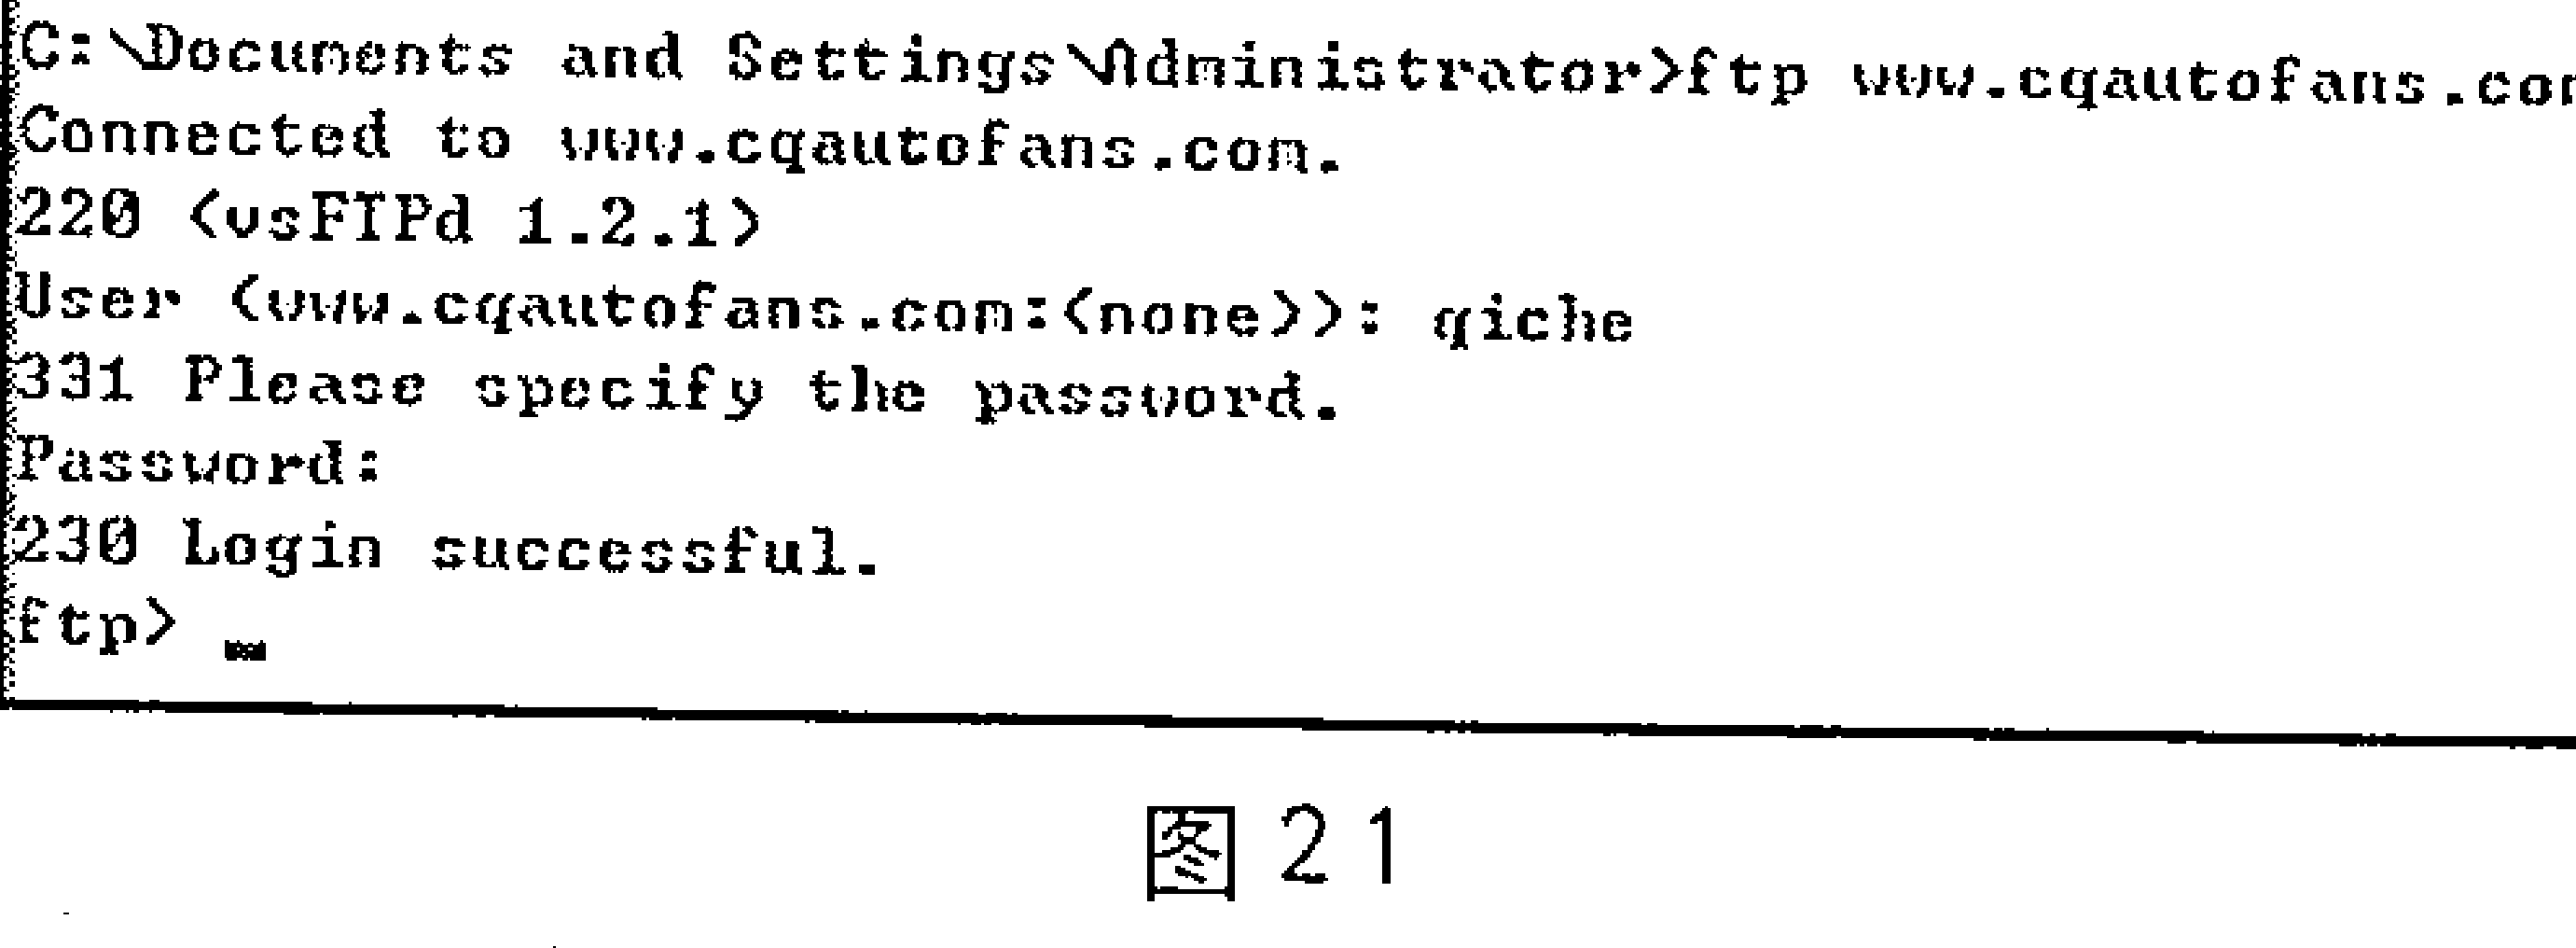 C:\Documents and Settings\Administrator>ftp www.cqautofans.com
Connected to www.cqautofans.com.
220 (vsFTPd 1.2.1)
User (www.cqautofans.com:(none)): qiche
331 Please specify the password.
Password:
230 Login successful.
ftp> _
图21